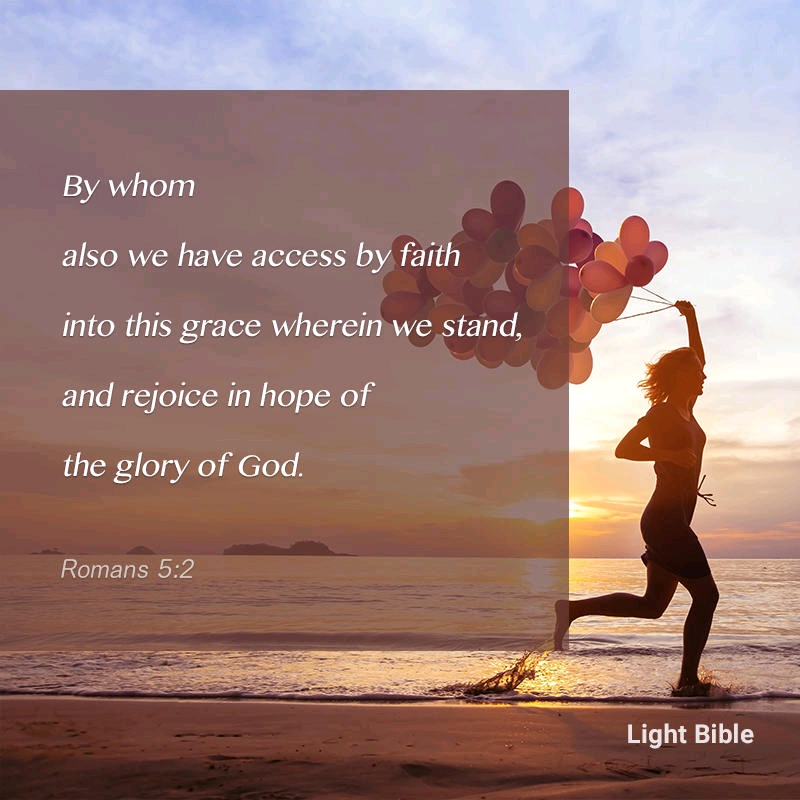 By whom
also we have access by faith
into this grace wherein we stand,
and rejoice in hope of
the glory of God.
Romans 5:2
Light Bible